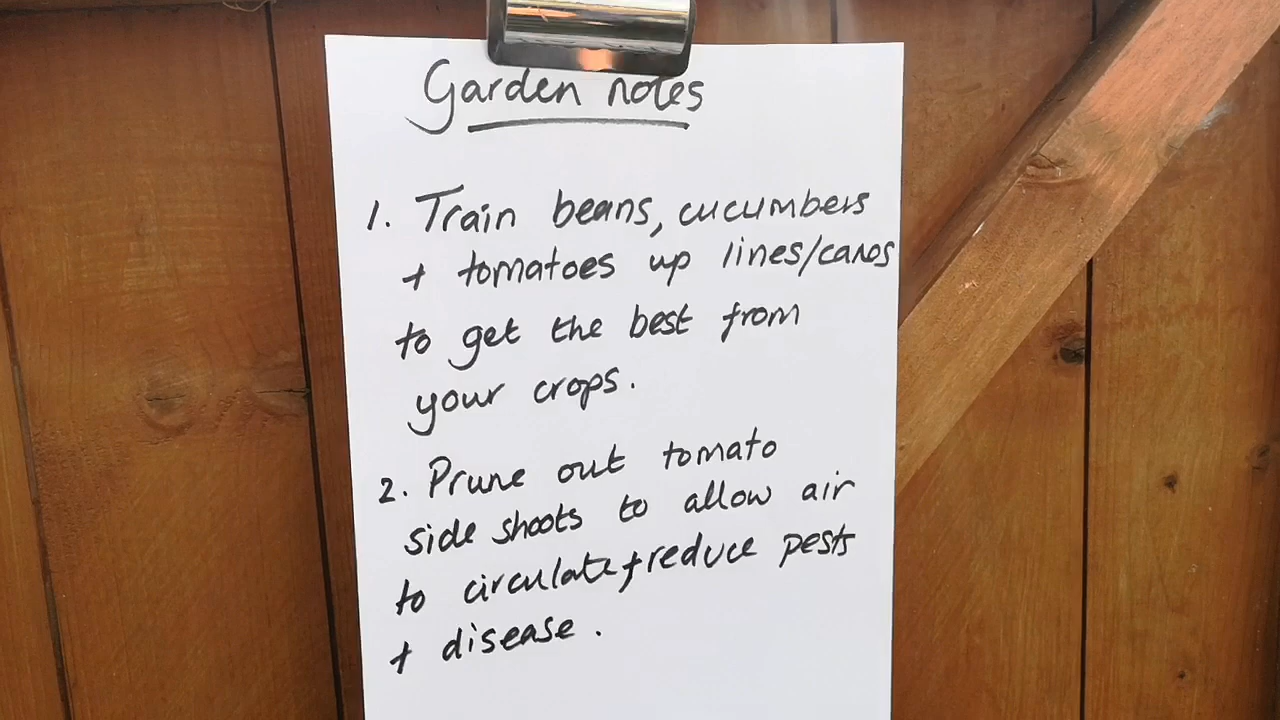 Garden notes
1. Train beans, cucumbers
+ tomatoes up lines/canes
to get the best from
your crops.
2. Prune out tomato
side shoots to allow air
to circulate + reduce pests
+ disease.